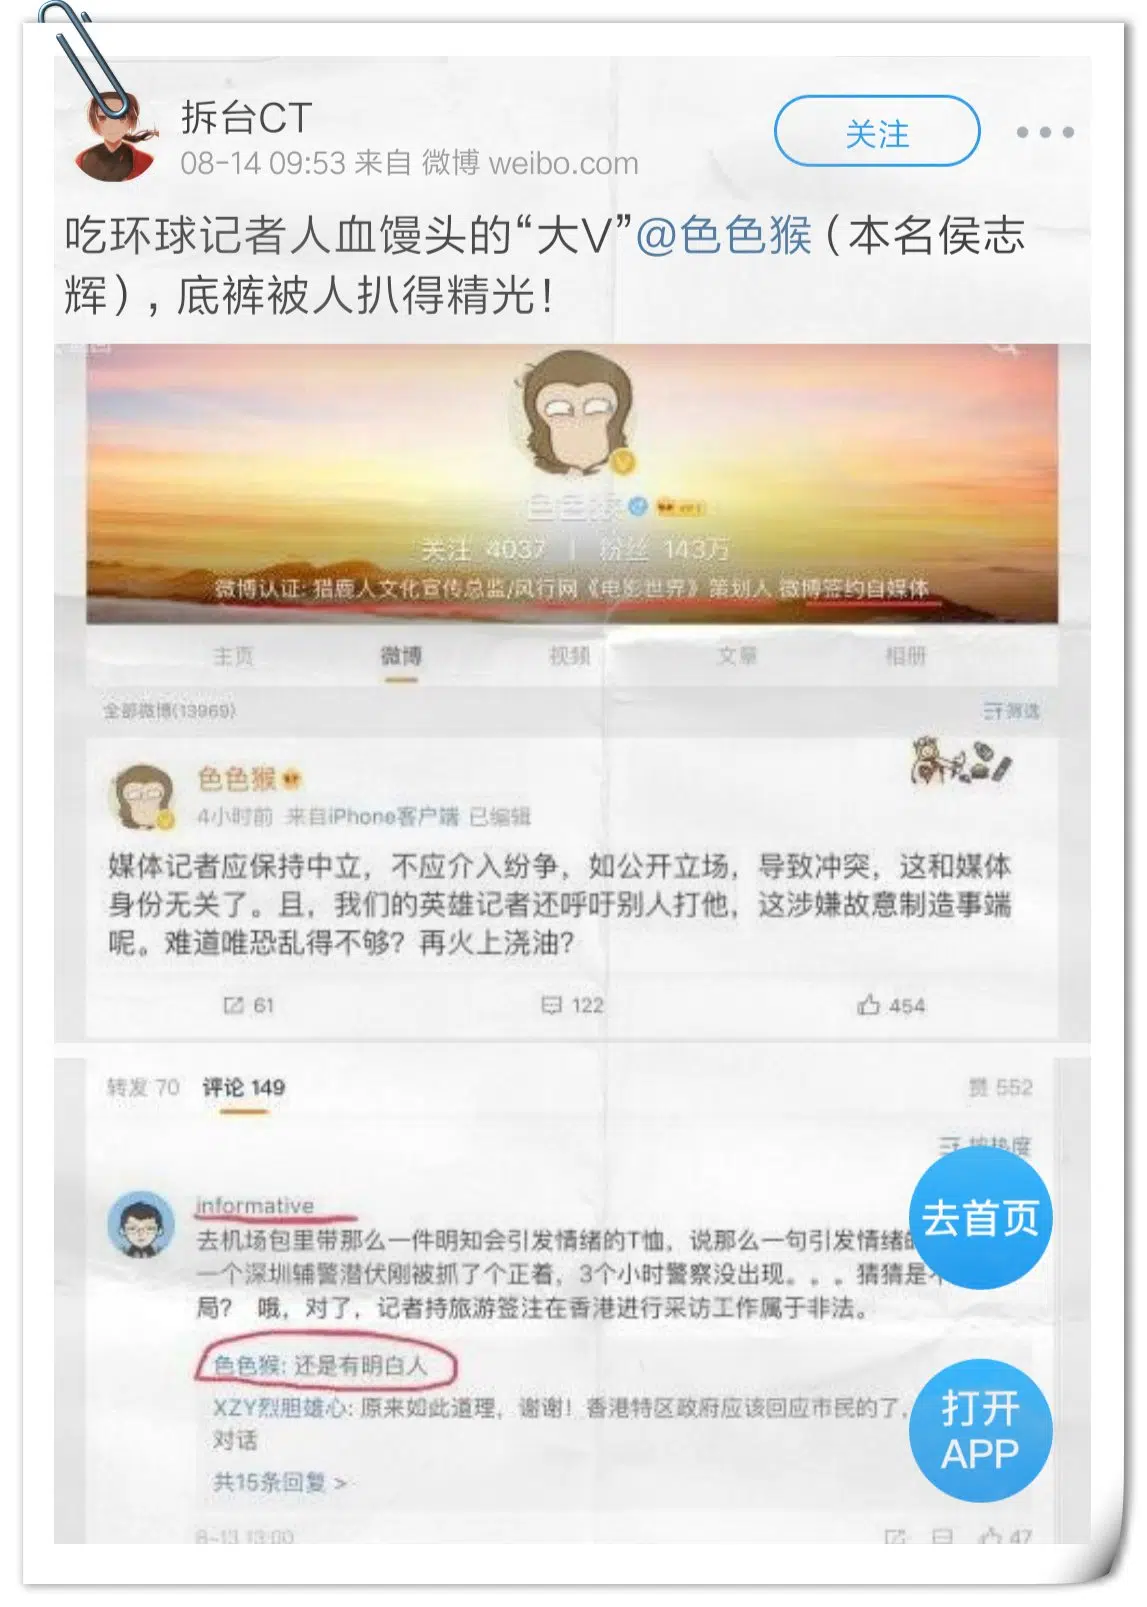 拆台CT
08-14 09:53 来自 微博 weibo.com
关注
吃环球记者人血馒头的“大V”@色色猴（本名侯志
辉），底裤被人扒得精光！
色色猴
关注 4037 | 粉丝 143万
微博认证: 猎鹿人文化宣传总监/风行网《电影世界》策划人 微博签约自媒体
主页 微博 视频 文章 相册
全部微博(13969) 筛选
色色猴
4小时前 来自iPhone客户端 已编辑
媒体记者应保持中立，不应介入纷争，如公开立场，导致冲突，这和媒体
身份无关了。且，我们的英雄记者还呼吁别人打他，这涉嫌故意制造事端
呢。难道唯恐乱得不够？再火上浇油？
61 122 454
转发 70 评论 149 赞 552
按热度
informative
去机场包里带那么一件明知会引发情绪的T恤，说那么一句引发情绪
一个深圳辅警潜伏刚被抓了个正着，3个小时警察没出现。。。猜猜是
局？ 哦，对了，记者持旅游签注在香港进行采访工作属于非法。
色色猴: 还是有明白人
XZY烈胆雄心: 原来如此道理，谢谢！香港特区政府应该回应市民的了，
对话
共15条回复 >
8-13 13:00 47
去首页
打开
APP